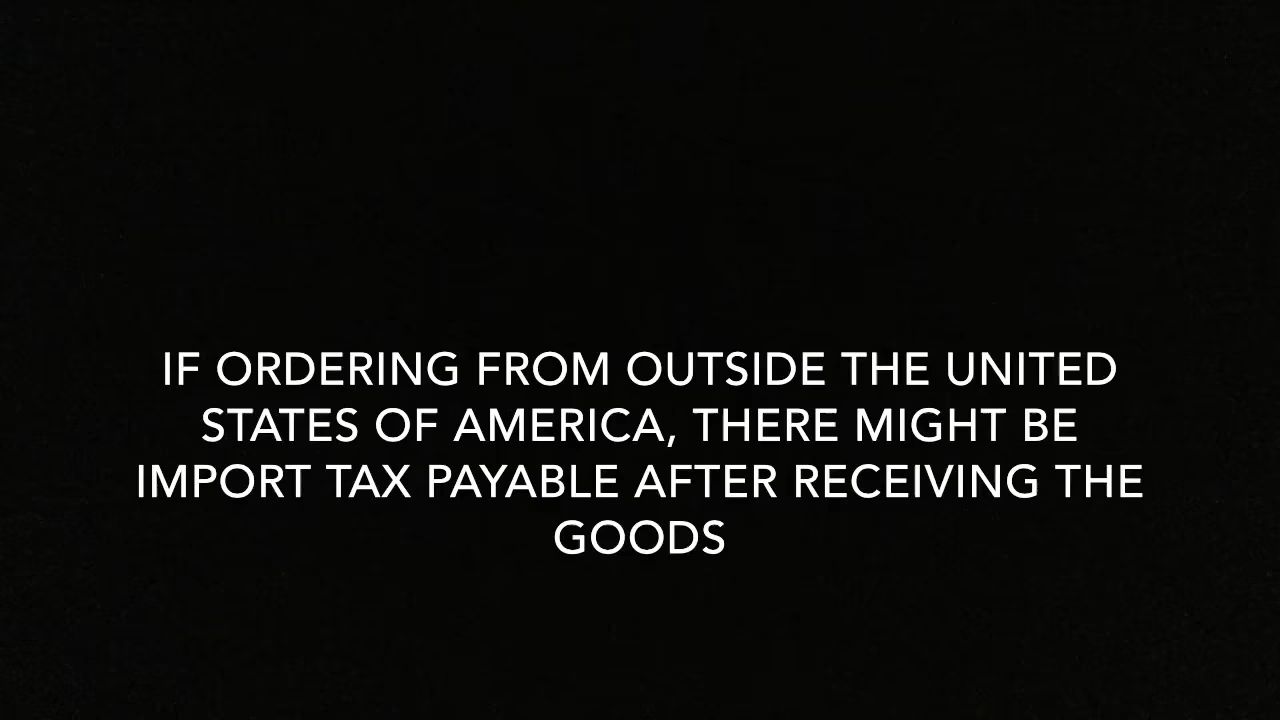 IF ORDERING FROM OUTSIDE THE UNITED
STATES OF AMERICA, THERE MIGHT BE
IMPORT TAX PAYABLE AFTER RECEIVING THE
GOODS